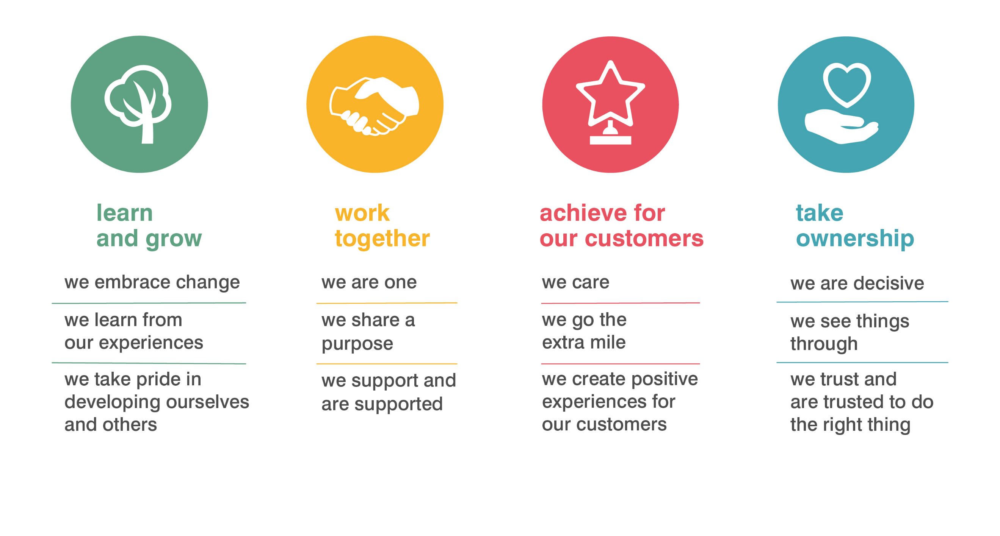 learn
and grow
we embrace change
we learn from
our experiences
we take pride in
developing ourselves
and others
work
together
we are one
we share a
purpose
we support and
are supported
achieve for
our customers
we care
we go the
extra mile
we create positive
experiences for
our customers
take
ownership
we are decisive
we see things
through
we trust and
are trusted to do
the right thing